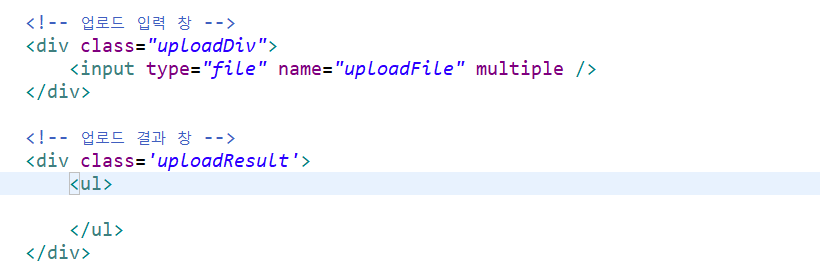 <!-- 업로드 입력 창 -->
<div class="uploadDiv">
    <input type="file" name="uploadFile" multiple />
</div>

<!-- 업로드 결과 창 -->
<div class='uploadResult'>
    <ul>

    </ul>
</div>